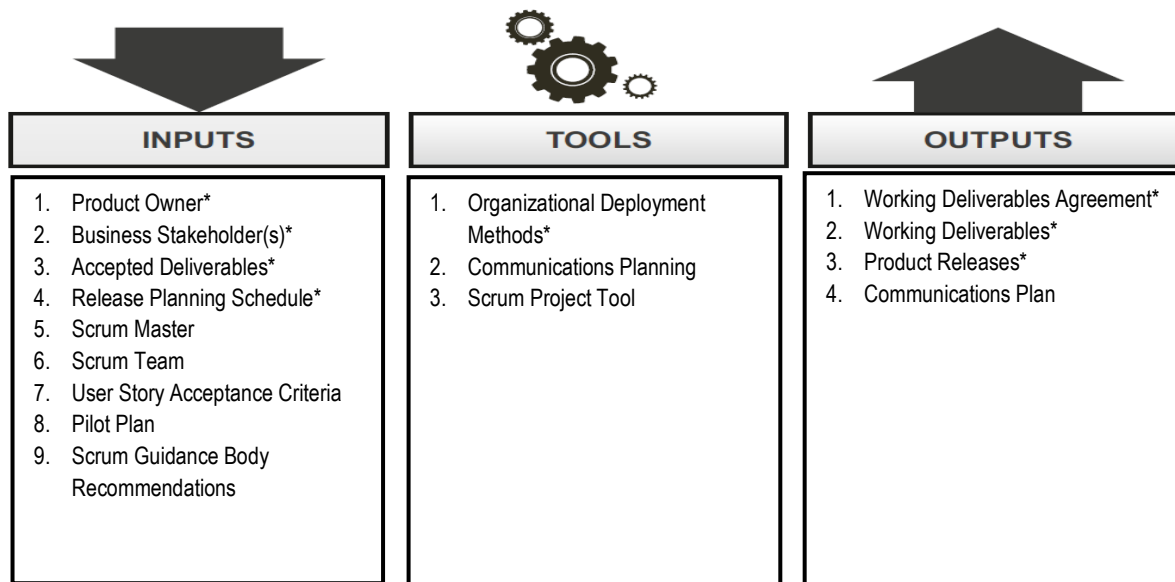 INPUTS
1. Product Owner*
2. Business Stakeholder(s)*
3. Accepted Deliverables*
4. Release Planning Schedule*
5. Scrum Master
6. Scrum Team
7. User Story Acceptance Criteria
8. Pilot Plan
9. Scrum Guidance Body
Recommendations
TOOLS
1. Organizational Deployment
Methods*
2. Communications Planning
3. Scrum Project Tool
OUTPUTS
1. Working Deliverables Agreement*
2. Working Deliverables*
3. Product Releases*
4. Communications Plan